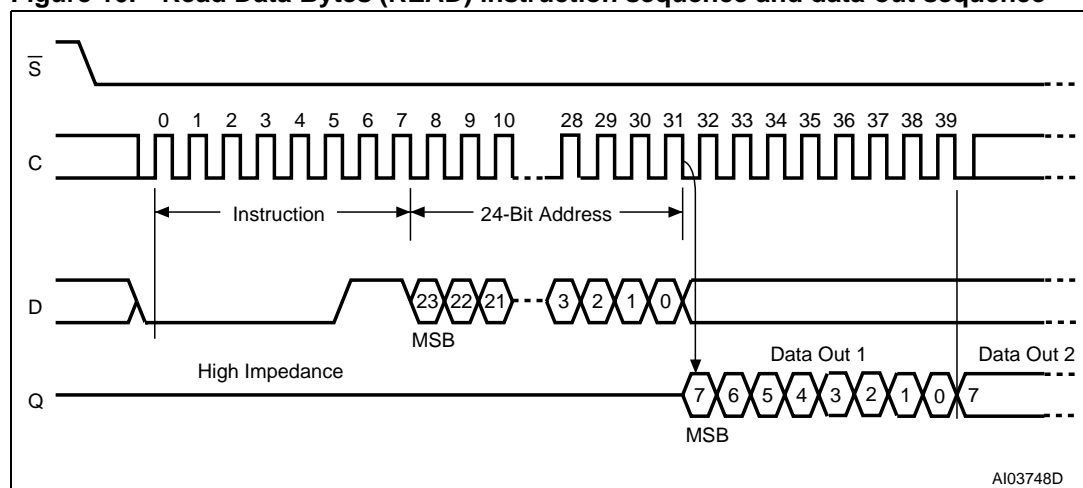 Figure 10. Read Data Bytes (READ) instruction sequence and data-out sequence
S
0 1 2 3 4 5 6 7 8 9 10 28 29 30 31 32 33 34 35 36 37 38 39
C
Instruction 24-Bit Address
D 23 22 21 3 2 1 0
MSB
High Impedance Data Out 1 Data Out 2
Q 7 6 5 4 3 2 1 0 7
MSB
AI03748D